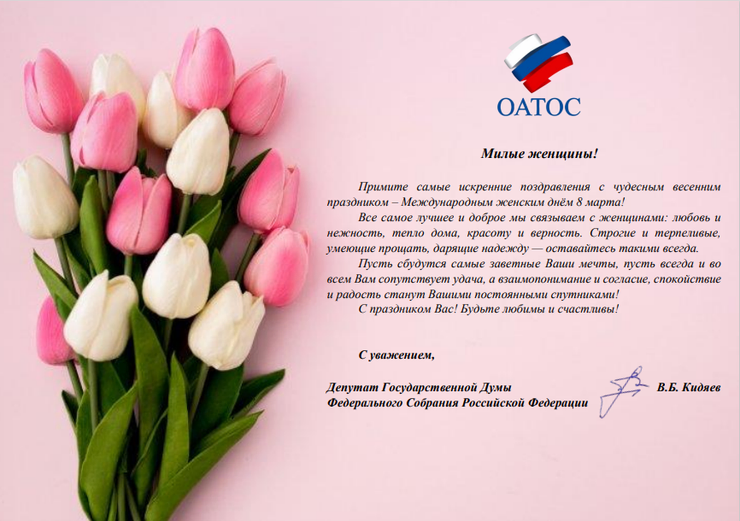 ОАТОС
Милые женщины!
Примите самые искренние поздравления с чудесным весенним
праздником – Международным женским днём 8 марта!
Все самое лучшее и доброе мы связываем с женщинами: любовь и
нежность, тепло дома, красоту и верность. Строгие и терпеливые,
умеющие прощать, дарящие надежду — оставайтесь такими всегда.
Пусть сбудутся самые заветные Ваши мечты, пусть всегда и во
всем Вам сопутствует удача, а взаимопонимание и согласие, спокойствие
и радость станут Вашими постоянными спутниками!
С праздником Вас! Будьте любимы и счастливы!
С уважением,
Депутат Государственной Думы
Федерального Собрания Российской Федерации
В.Б. Кидяев